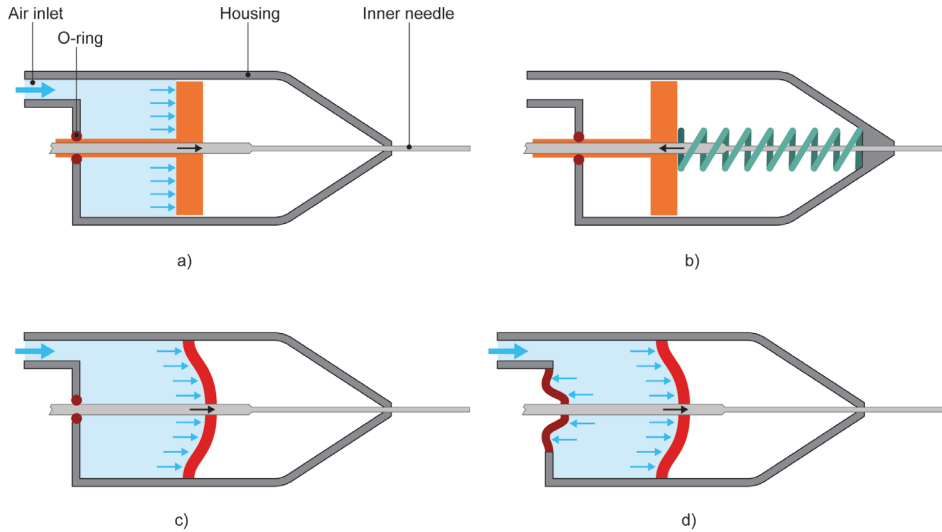 Air inlet
O-ring
Housing
Inner needle
a)
b)
c)
d)